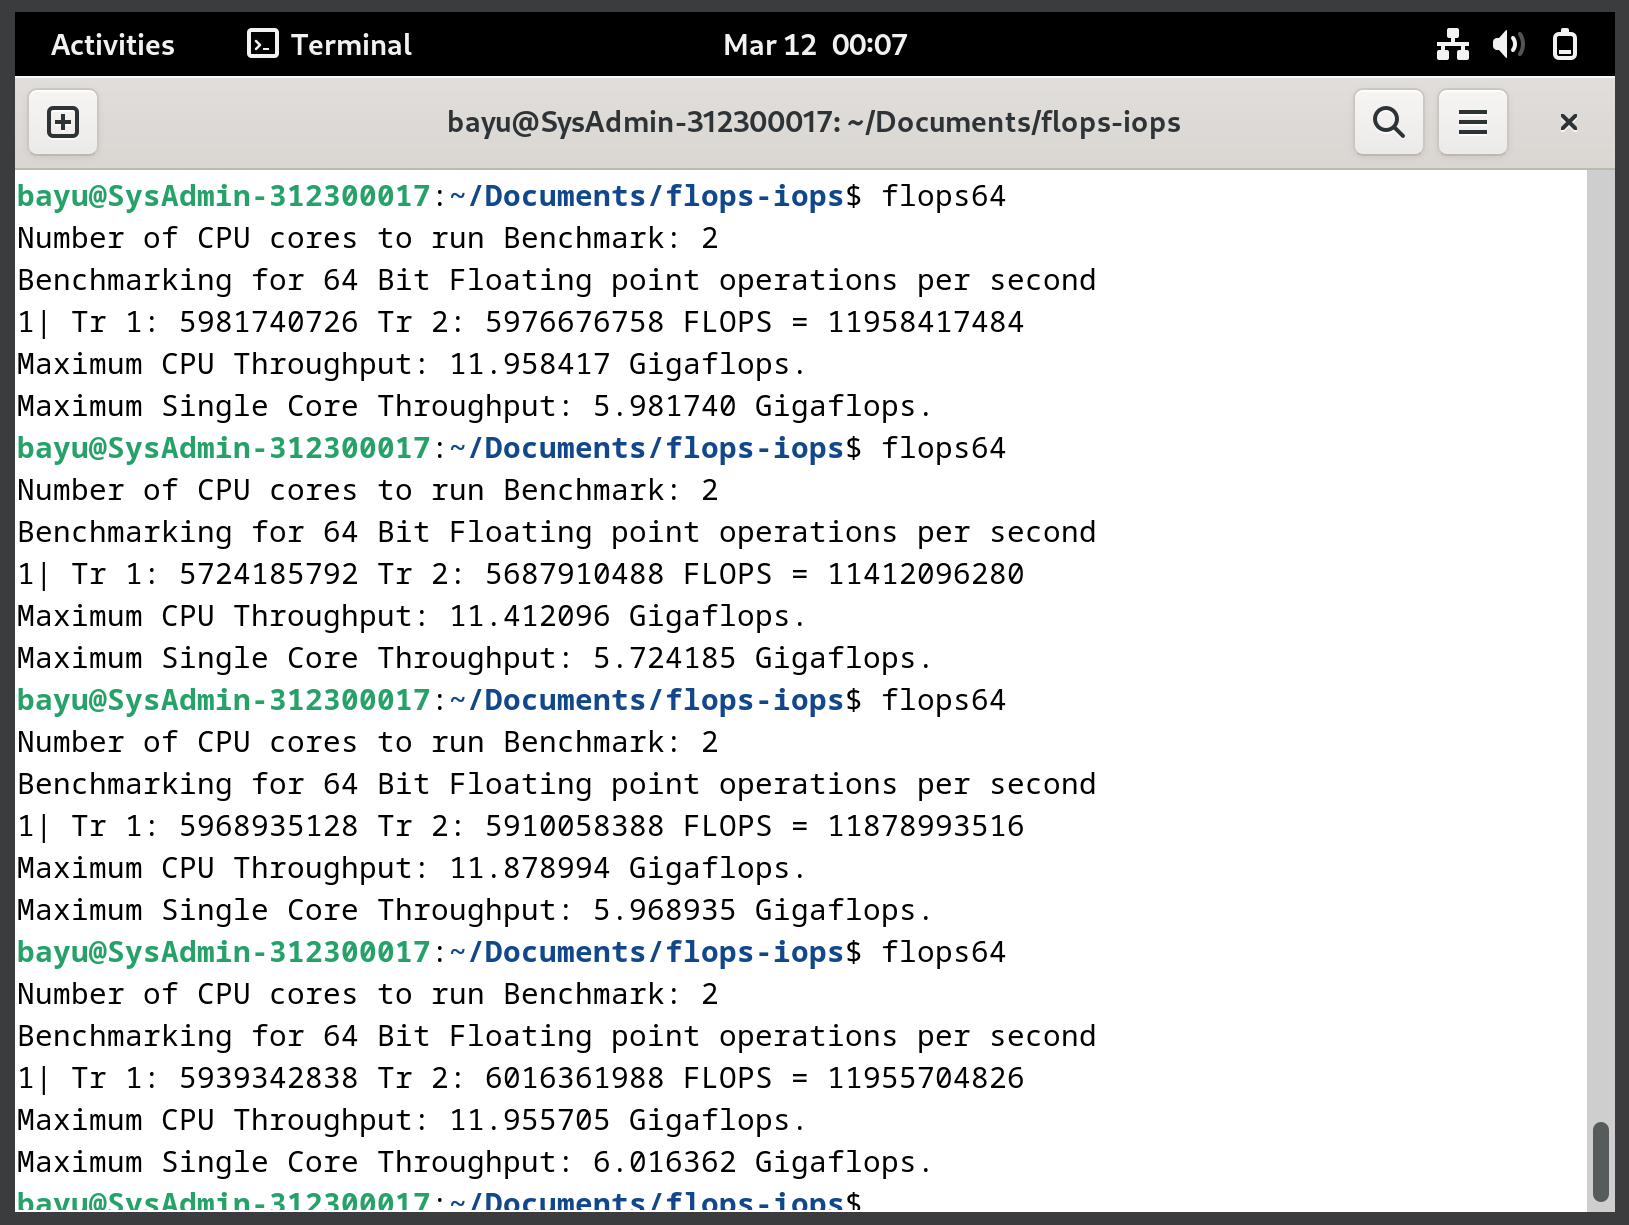 Activities Terminal Mar 12 00:07
bayu@SysAdmin-312300017: ~/Documents/flops-iops
bayu@SysAdmin-312300017:~/Documents/flops-iops$ flops64
Number of CPU cores to run Benchmark: 2
Benchmarking for 64 Bit Floating point operations per second
1| Tr 1: 5981740726 Tr 2: 5976676758 FLOPS = 11958417484
Maximum CPU Throughput: 11.958417 Gigaflops.
Maximum Single Core Throughput: 5.981740 Gigaflops.
bayu@SysAdmin-312300017:~/Documents/flops-iops$ flops64
Number of CPU cores to run Benchmark: 2
Benchmarking for 64 Bit Floating point operations per second
1| Tr 1: 5724185792 Tr 2: 5687910488 FLOPS = 11412096280
Maximum CPU Throughput: 11.412096 Gigaflops.
Maximum Single Core Throughput: 5.724185 Gigaflops.
bayu@SysAdmin-312300017:~/Documents/flops-iops$ flops64
Number of CPU cores to run Benchmark: 2
Benchmarking for 64 Bit Floating point operations per second
1| Tr 1: 5968935128 Tr 2: 5910058388 FLOPS = 11878993516
Maximum CPU Throughput: 11.878994 Gigaflops.
Maximum Single Core Throughput: 5.968935 Gigaflops.
bayu@SysAdmin-312300017:~/Documents/flops-iops$ flops64
Number of CPU cores to run Benchmark: 2
Benchmarking for 64 Bit Floating point operations per second
1| Tr 1: 5939342838 Tr 2: 6016361988 FLOPS = 11955704826
Maximum CPU Throughput: 11.955705 Gigaflops.
Maximum Single Core Throughput: 6.016362 Gigaflops.
bayu@SysAdmin-312300017:~/Documents/flops-iops$